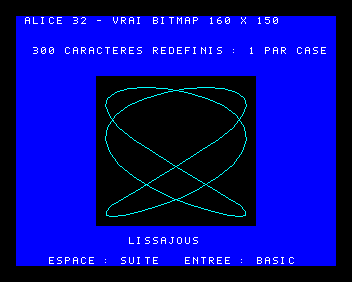 ALICE 32 - VRAI BITMAP 160 X 150
300 CARACTERES REDEFINIS : 1 PAR CASE
LISSAJOUS
ESPACE : SUITE ENTREE : BASIC